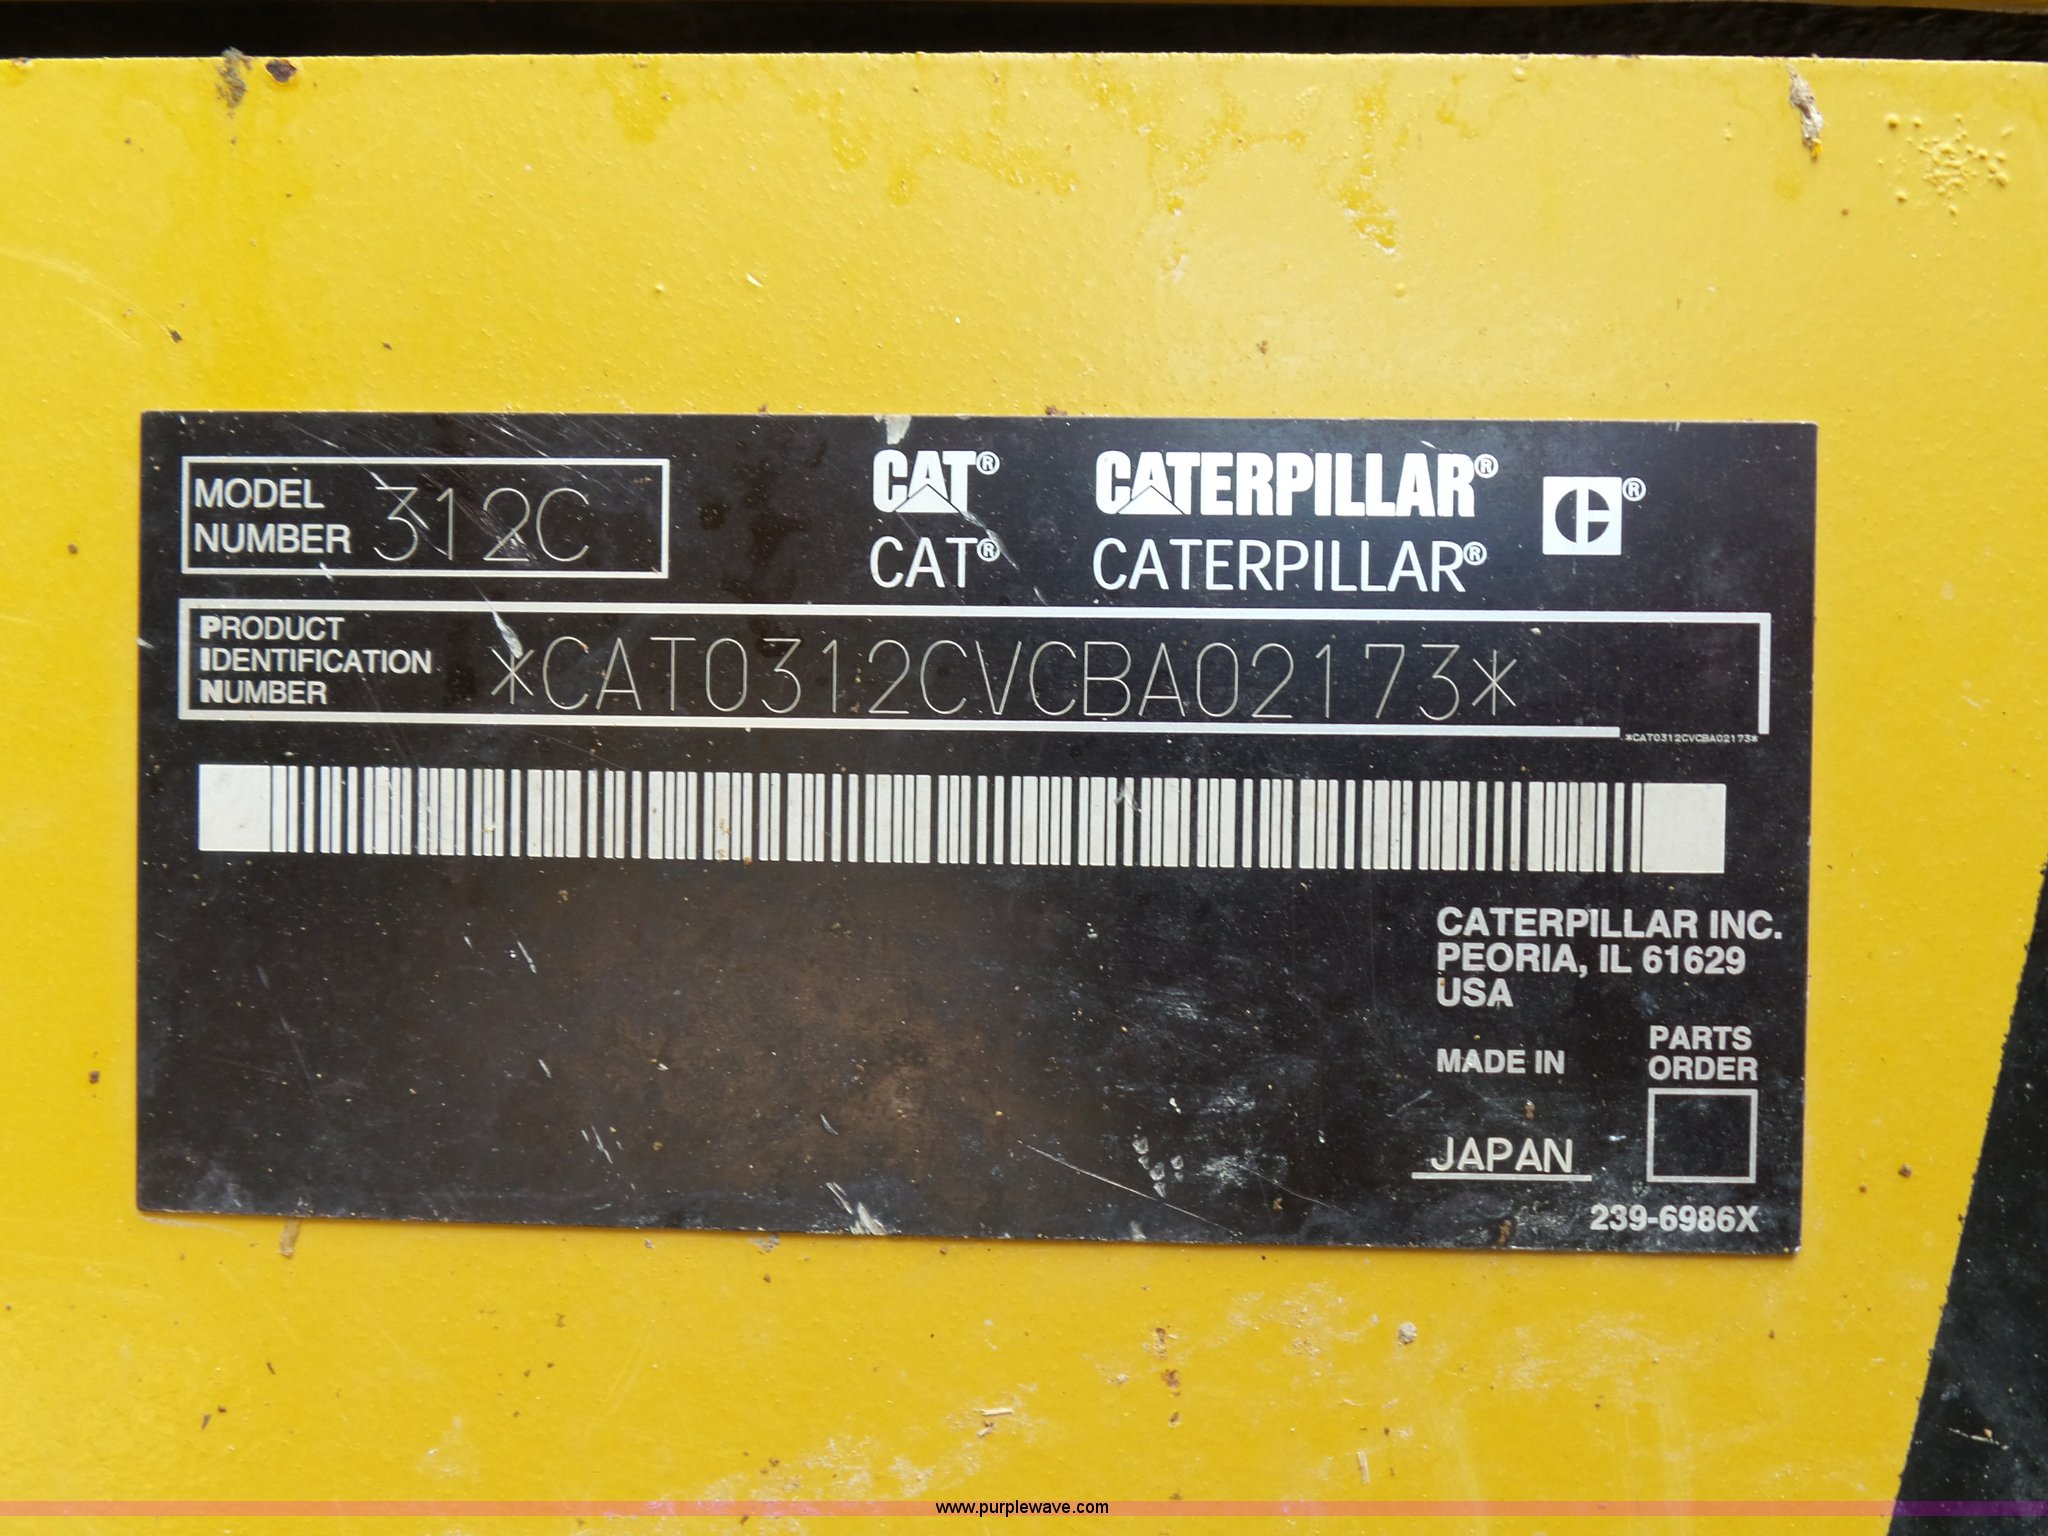 MODEL
NUMBER 312C
CAT® CATERPILLAR® ®
CAT® CATERPILLAR®
PRODUCT
IDENTIFICATION
NUMBER
*CAT0312CVCBA02173*
*CAT0312CVCBA02173*
CATERPILLAR INC.
PEORIA, IL 61629
USA
MADE IN
JAPAN
PARTS
ORDER
239-6986X
www.purplewave.com